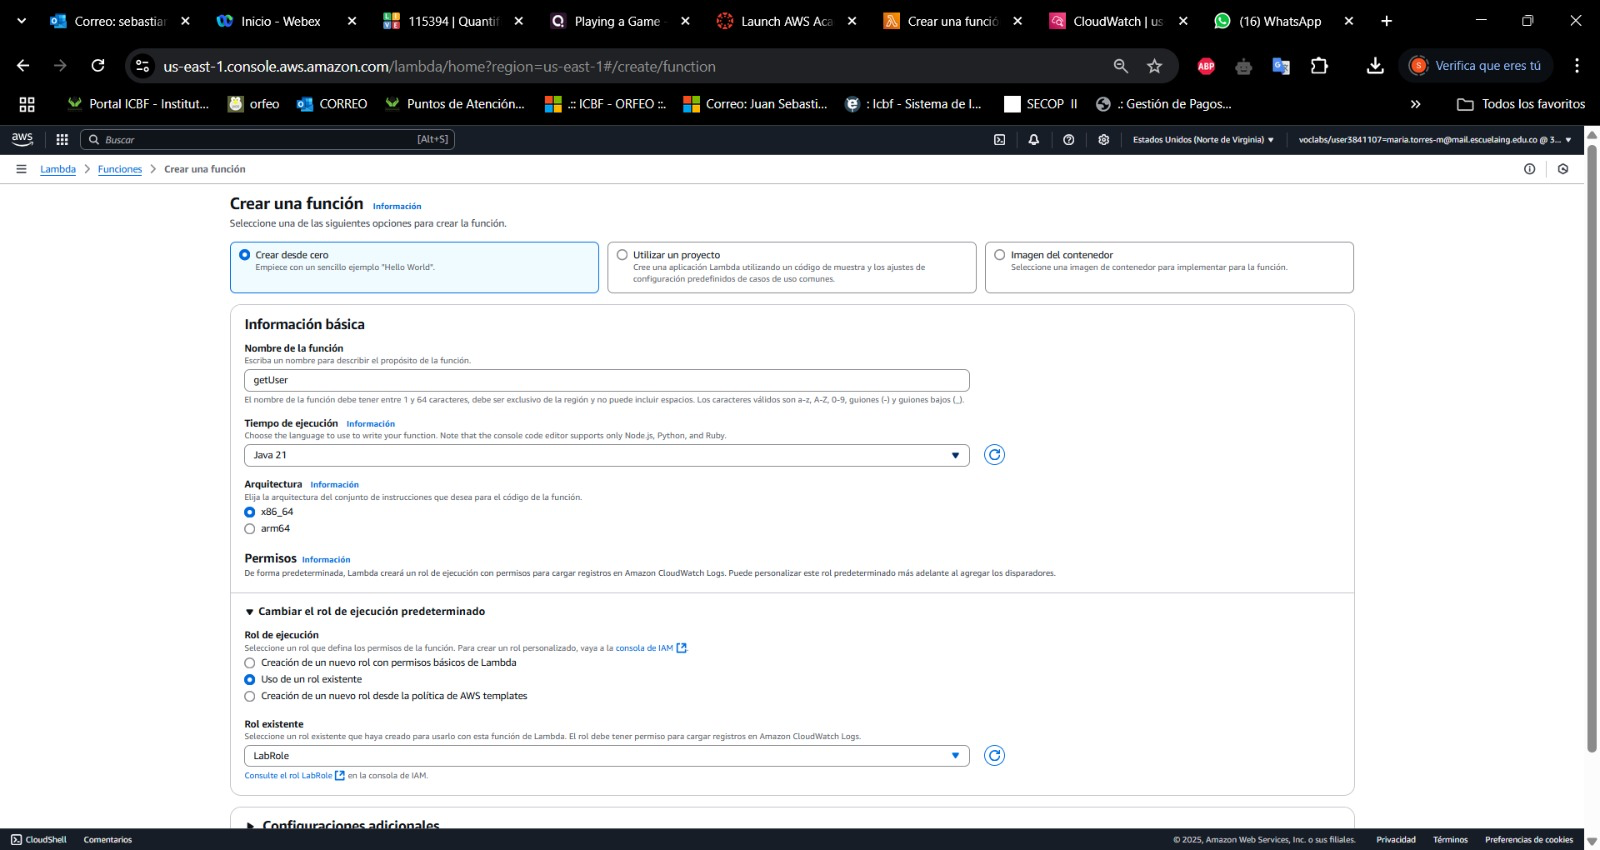 Correo: sebastiar
Inicio - Webex
115394 | Quantif
Playing a Game
Launch AWS Aca
Crear una funció
CloudWatch | us
(16) WhatsApp
us-east-1.console.aws.amazon.com/lambda/home?region=us-east-1#/create/function
ABP
S
Verifica que eres tú
Portal ICBF - Institut...
orfeo
CORREO
Puntos de Atención...
.:: ICBF - ORFEO ::.
Correo: Juan Sebasti...
: Icbf - Sistema de I...
SECOP II
.: Gestión de Pagos...
»
Todos los favoritos
aws
Buscar
[Alt+S]
Estados Unidos (Norte de Virginia)
voclabs/user3841107=maria.torres-m@mail.escuelaing.edu.co @ 3...
Lambda
Funciones
Crear una función
Crear una función Información
Seleccione una de las siguientes opciones para crear la función.
Crear desde cero
Empiece con un sencillo ejemplo "Hello World".
Utilizar un proyecto
Cree una aplicación Lambda utilizando un código de muestra y los ajustes de
configuración predefinidos de casos de uso comunes.
Imagen del contenedor
Seleccione una imagen de contenedor para implementar para la función.
Información básica
Nombre de la función
Escriba un nombre para describir el propósito de la función.
getUser
El nombre de la función debe tener entre 1 y 64 caracteres, debe ser exclusivo de la región y no puede incluir espacios. Los caracteres válidos son a-z, A-Z, 0-9, guiones (-) y guiones bajos (_).
Tiempo de ejecución Información
Choose the language to use to write your function. Note that the console code editor supports only Node.js, Python, and Ruby.
Java 21
Arquitectura Información
Elija la arquitectura del conjunto de instrucciones que desea para el código de la función.
x86_64
arm64
Permisos Información
De forma predeterminada, Lambda creará un rol de ejecución con permisos para cargar registros en Amazon CloudWatch Logs. Puede personalizar este rol predeterminado más adelante al agregar los disparadores.
Cambiar el rol de ejecución predeterminado
Rol de ejecución
Seleccione un rol que defina los permisos de la función. Para crear un rol personalizado, vaya a la consola de IAM.
Creación de un nuevo rol con permisos básicos de Lambda
Uso de un rol existente
Creación de un nuevo rol desde la política de AWS templates
Rol existente
Seleccione un rol existente que haya creado para usarlo con esta función de Lambda. El rol debe tener permiso para cargar registros en Amazon CloudWatch Logs.
LabRole
Consulte el rol LabRole en la consola de IAM.
Configuraciones adicionales
CloudShell
Comentarios
© 2025, Amazon Web Services, Inc. o sus filiales.
Privacidad
Términos
Preferencias de cookies